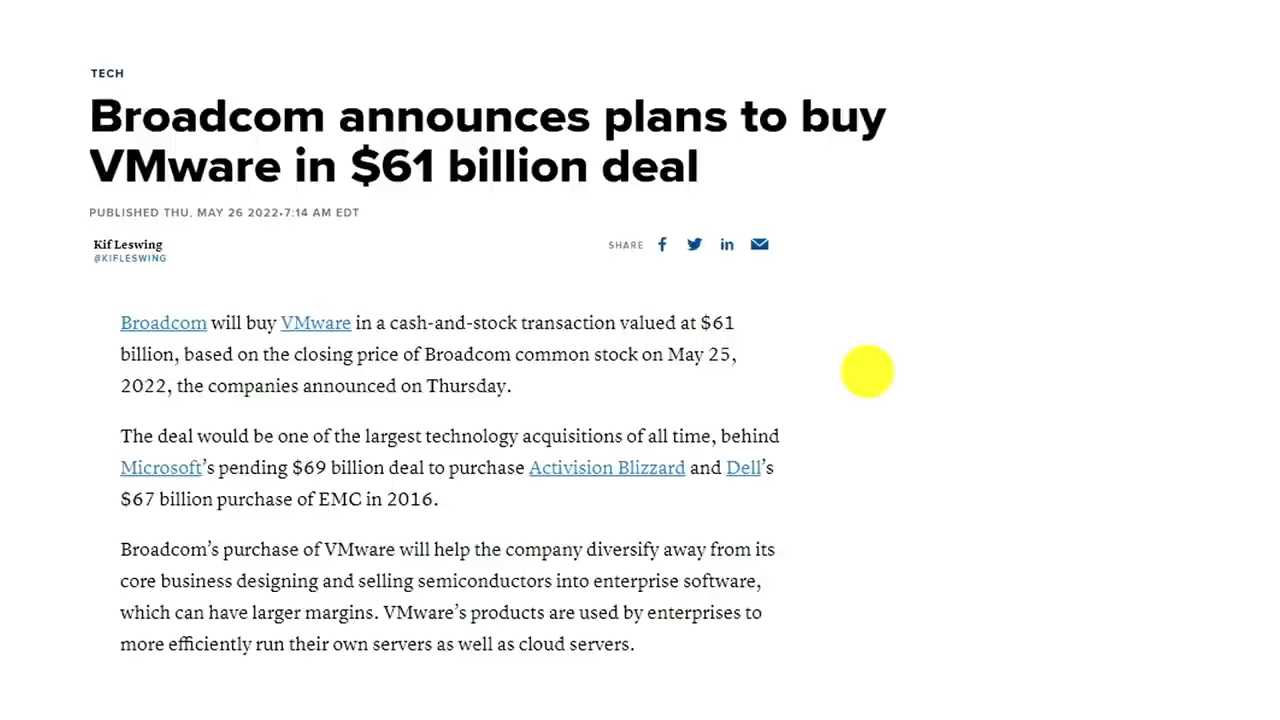 TECH
Broadcom announces plans to buy
VMware in $61 billion deal
PUBLISHED THU, MAY 26 2022•7:14 AM EDT
Kif Leswing
@KIFLESWING
SHARE
Broadcom will buy VMware in a cash-and-stock transaction valued at $61
billion, based on the closing price of Broadcom common stock on May 25,
2022, the companies announced on Thursday.
The deal would be one of the largest technology acquisitions of all time, behind
Microsoft’s pending $69 billion deal to purchase Activision Blizzard and Dell’s
$67 billion purchase of EMC in 2016.
Broadcom’s purchase of VMware will help the company diversify away from its
core business designing and selling semiconductors into enterprise software,
which can have larger margins. VMware’s products are used by enterprises to
more efficiently run their own servers as well as cloud servers.